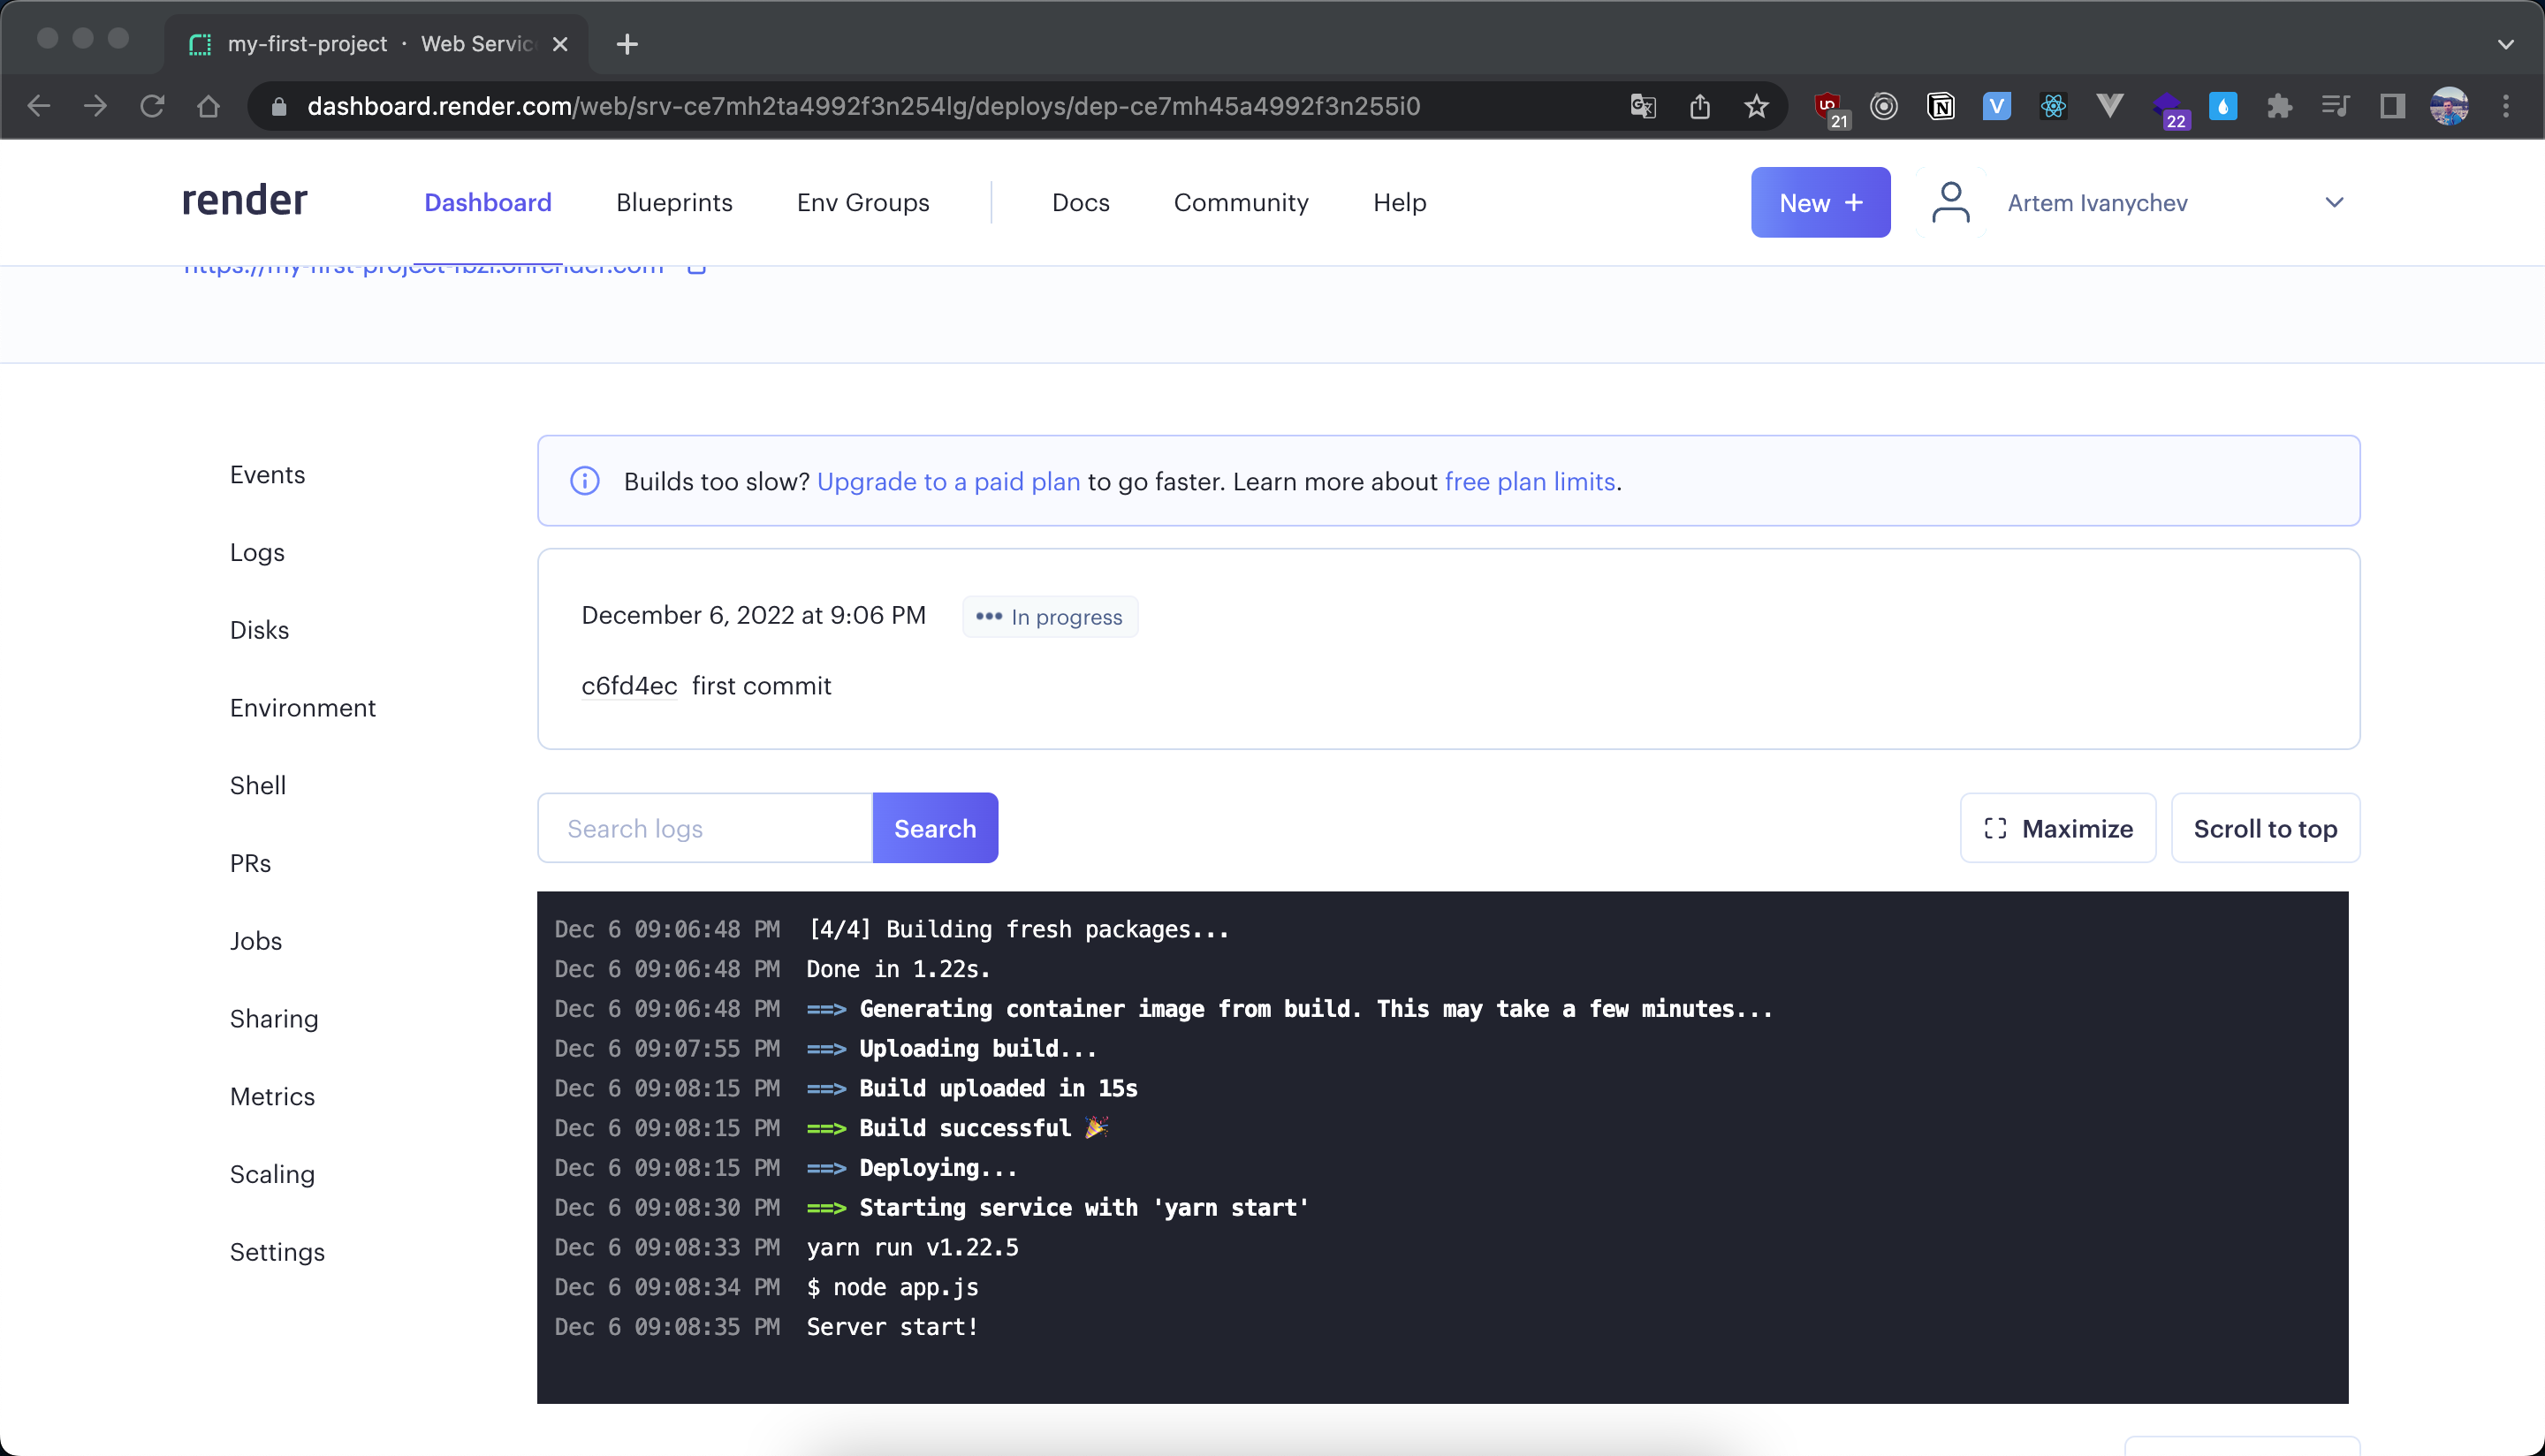 my-first-project · Web Servic
dashboard.render.com/web/srv-ce7mh2ta4992f3n254lg/deploys/dep-ce7mh45a4992f3n255i0
21
22
render
Dashboard
Blueprints
Env Groups
Docs
Community
Help
New +
Artem Ivanychev
Events
Logs
Disks
Environment
Shell
PRs
Jobs
Sharing
Metrics
Scaling
Settings
Builds too slow? Upgrade to a paid plan to go faster. Learn more about free plan limits.
December 6, 2022 at 9:06 PM
••• In progress
c6fd4ec first commit
Search logs
Search
Maximize
Scroll to top
Dec 6 09:06:48 PM [4/4] Building fresh packages...
Dec 6 09:06:48 PM Done in 1.22s.
Dec 6 09:06:48 PM ==> Generating container image from build. This may take a few minutes...
Dec 6 09:07:55 PM ==> Uploading build...
Dec 6 09:08:15 PM ==> Build uploaded in 15s
Dec 6 09:08:15 PM ==> Build successful 🎉
Dec 6 09:08:15 PM ==> Deploying...
Dec 6 09:08:30 PM ==> Starting service with 'yarn start'
Dec 6 09:08:33 PM yarn run v1.22.5
Dec 6 09:08:34 PM $ node app.js
Dec 6 09:08:35 PM Server start!